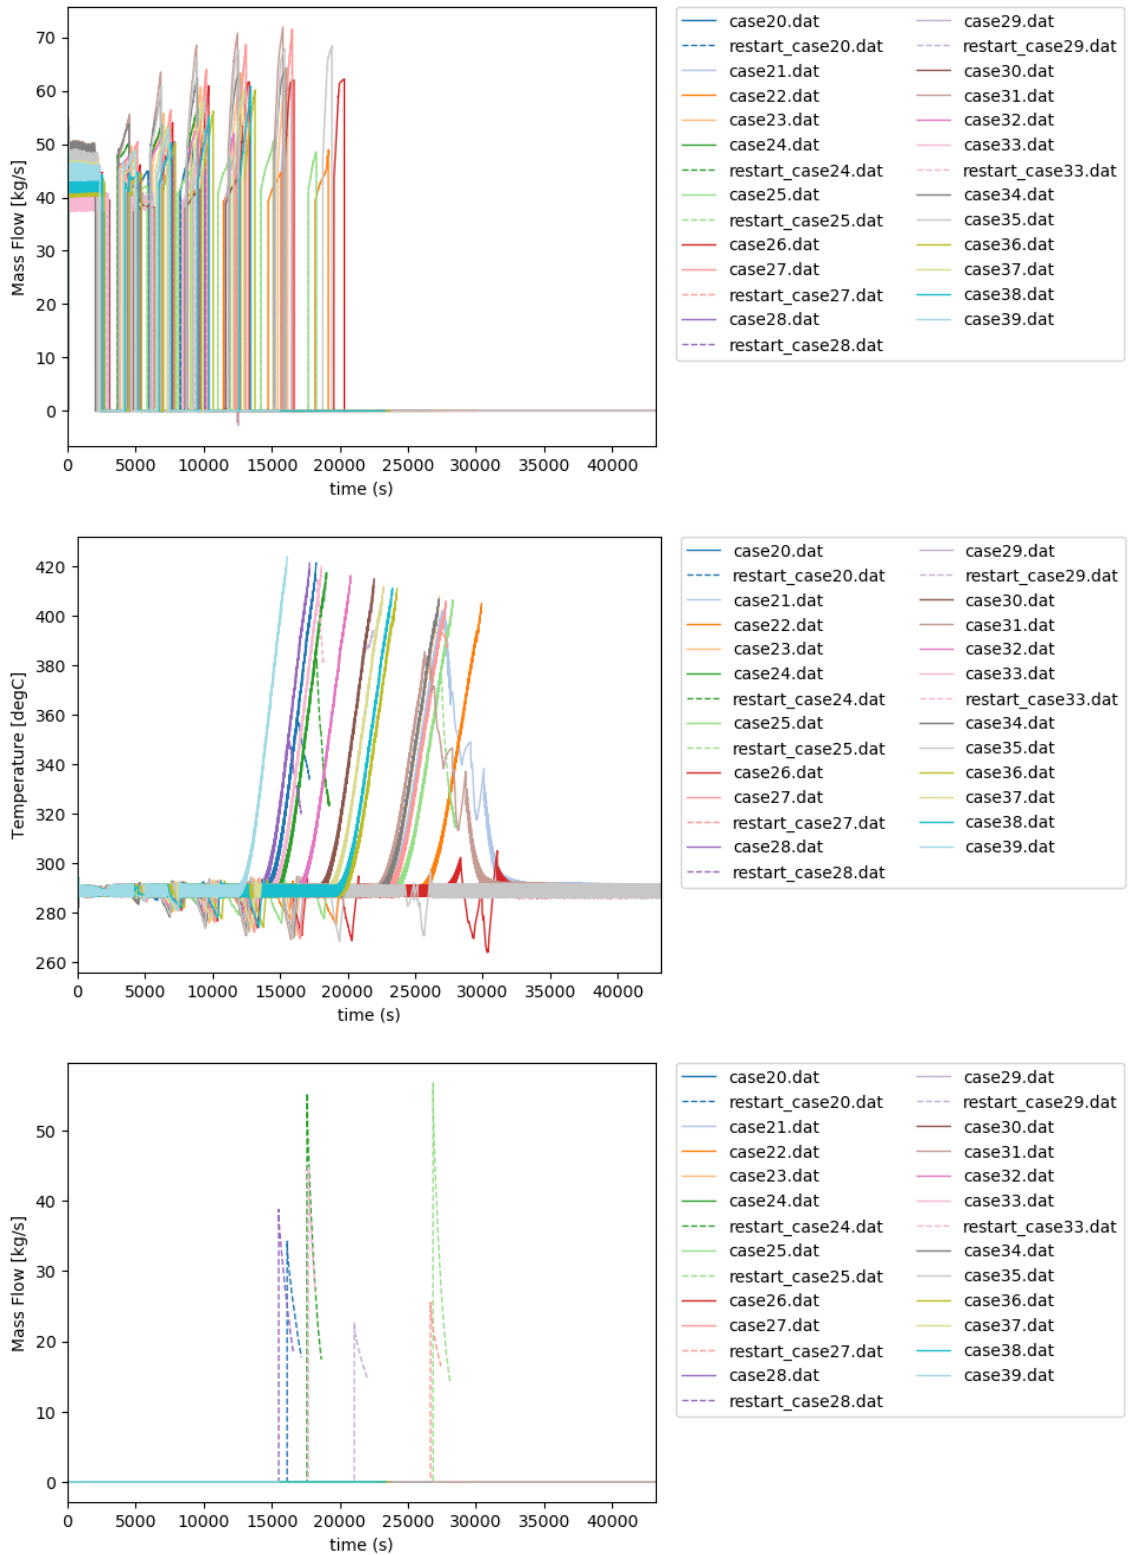 70
60
50
40
30
20
10
0
Mass Flow [kg/s]
0 5000 10000 15000 20000 25000 30000 35000 40000
time (s)
case20.dat
restart_case20.dat
case21.dat
case22.dat
case23.dat
case24.dat
restart_case24.dat
case25.dat
restart_case25.dat
case26.dat
case27.dat
restart_case27.dat
case28.dat
restart_case28.dat
case29.dat
restart_case29.dat
case30.dat
case31.dat
case32.dat
case33.dat
restart_case33.dat
case34.dat
case35.dat
case36.dat
case37.dat
case38.dat
case39.dat
420
400
380
360
340
320
300
280
260
Temperature [degC]
0 5000 10000 15000 20000 25000 30000 35000 40000
time (s)
case20.dat
restart_case20.dat
case21.dat
case22.dat
case23.dat
case24.dat
restart_case24.dat
case25.dat
restart_case25.dat
case26.dat
case27.dat
restart_case27.dat
case28.dat
restart_case28.dat
case29.dat
restart_case29.dat
case30.dat
case31.dat
case32.dat
case33.dat
restart_case33.dat
case34.dat
case35.dat
case36.dat
case37.dat
case38.dat
case39.dat
50
40
30
20
10
0
Mass Flow [kg/s]
0 5000 10000 15000 20000 25000 30000 35000 40000
time (s)
case20.dat
restart_case20.dat
case21.dat
case22.dat
case23.dat
case24.dat
restart_case24.dat
case25.dat
restart_case25.dat
case26.dat
case27.dat
restart_case27.dat
case28.dat
restart_case28.dat
case29.dat
restart_case29.dat
case30.dat
case31.dat
case32.dat
case33.dat
restart_case33.dat
case34.dat
case35.dat
case36.dat
case37.dat
case38.dat
case39.dat